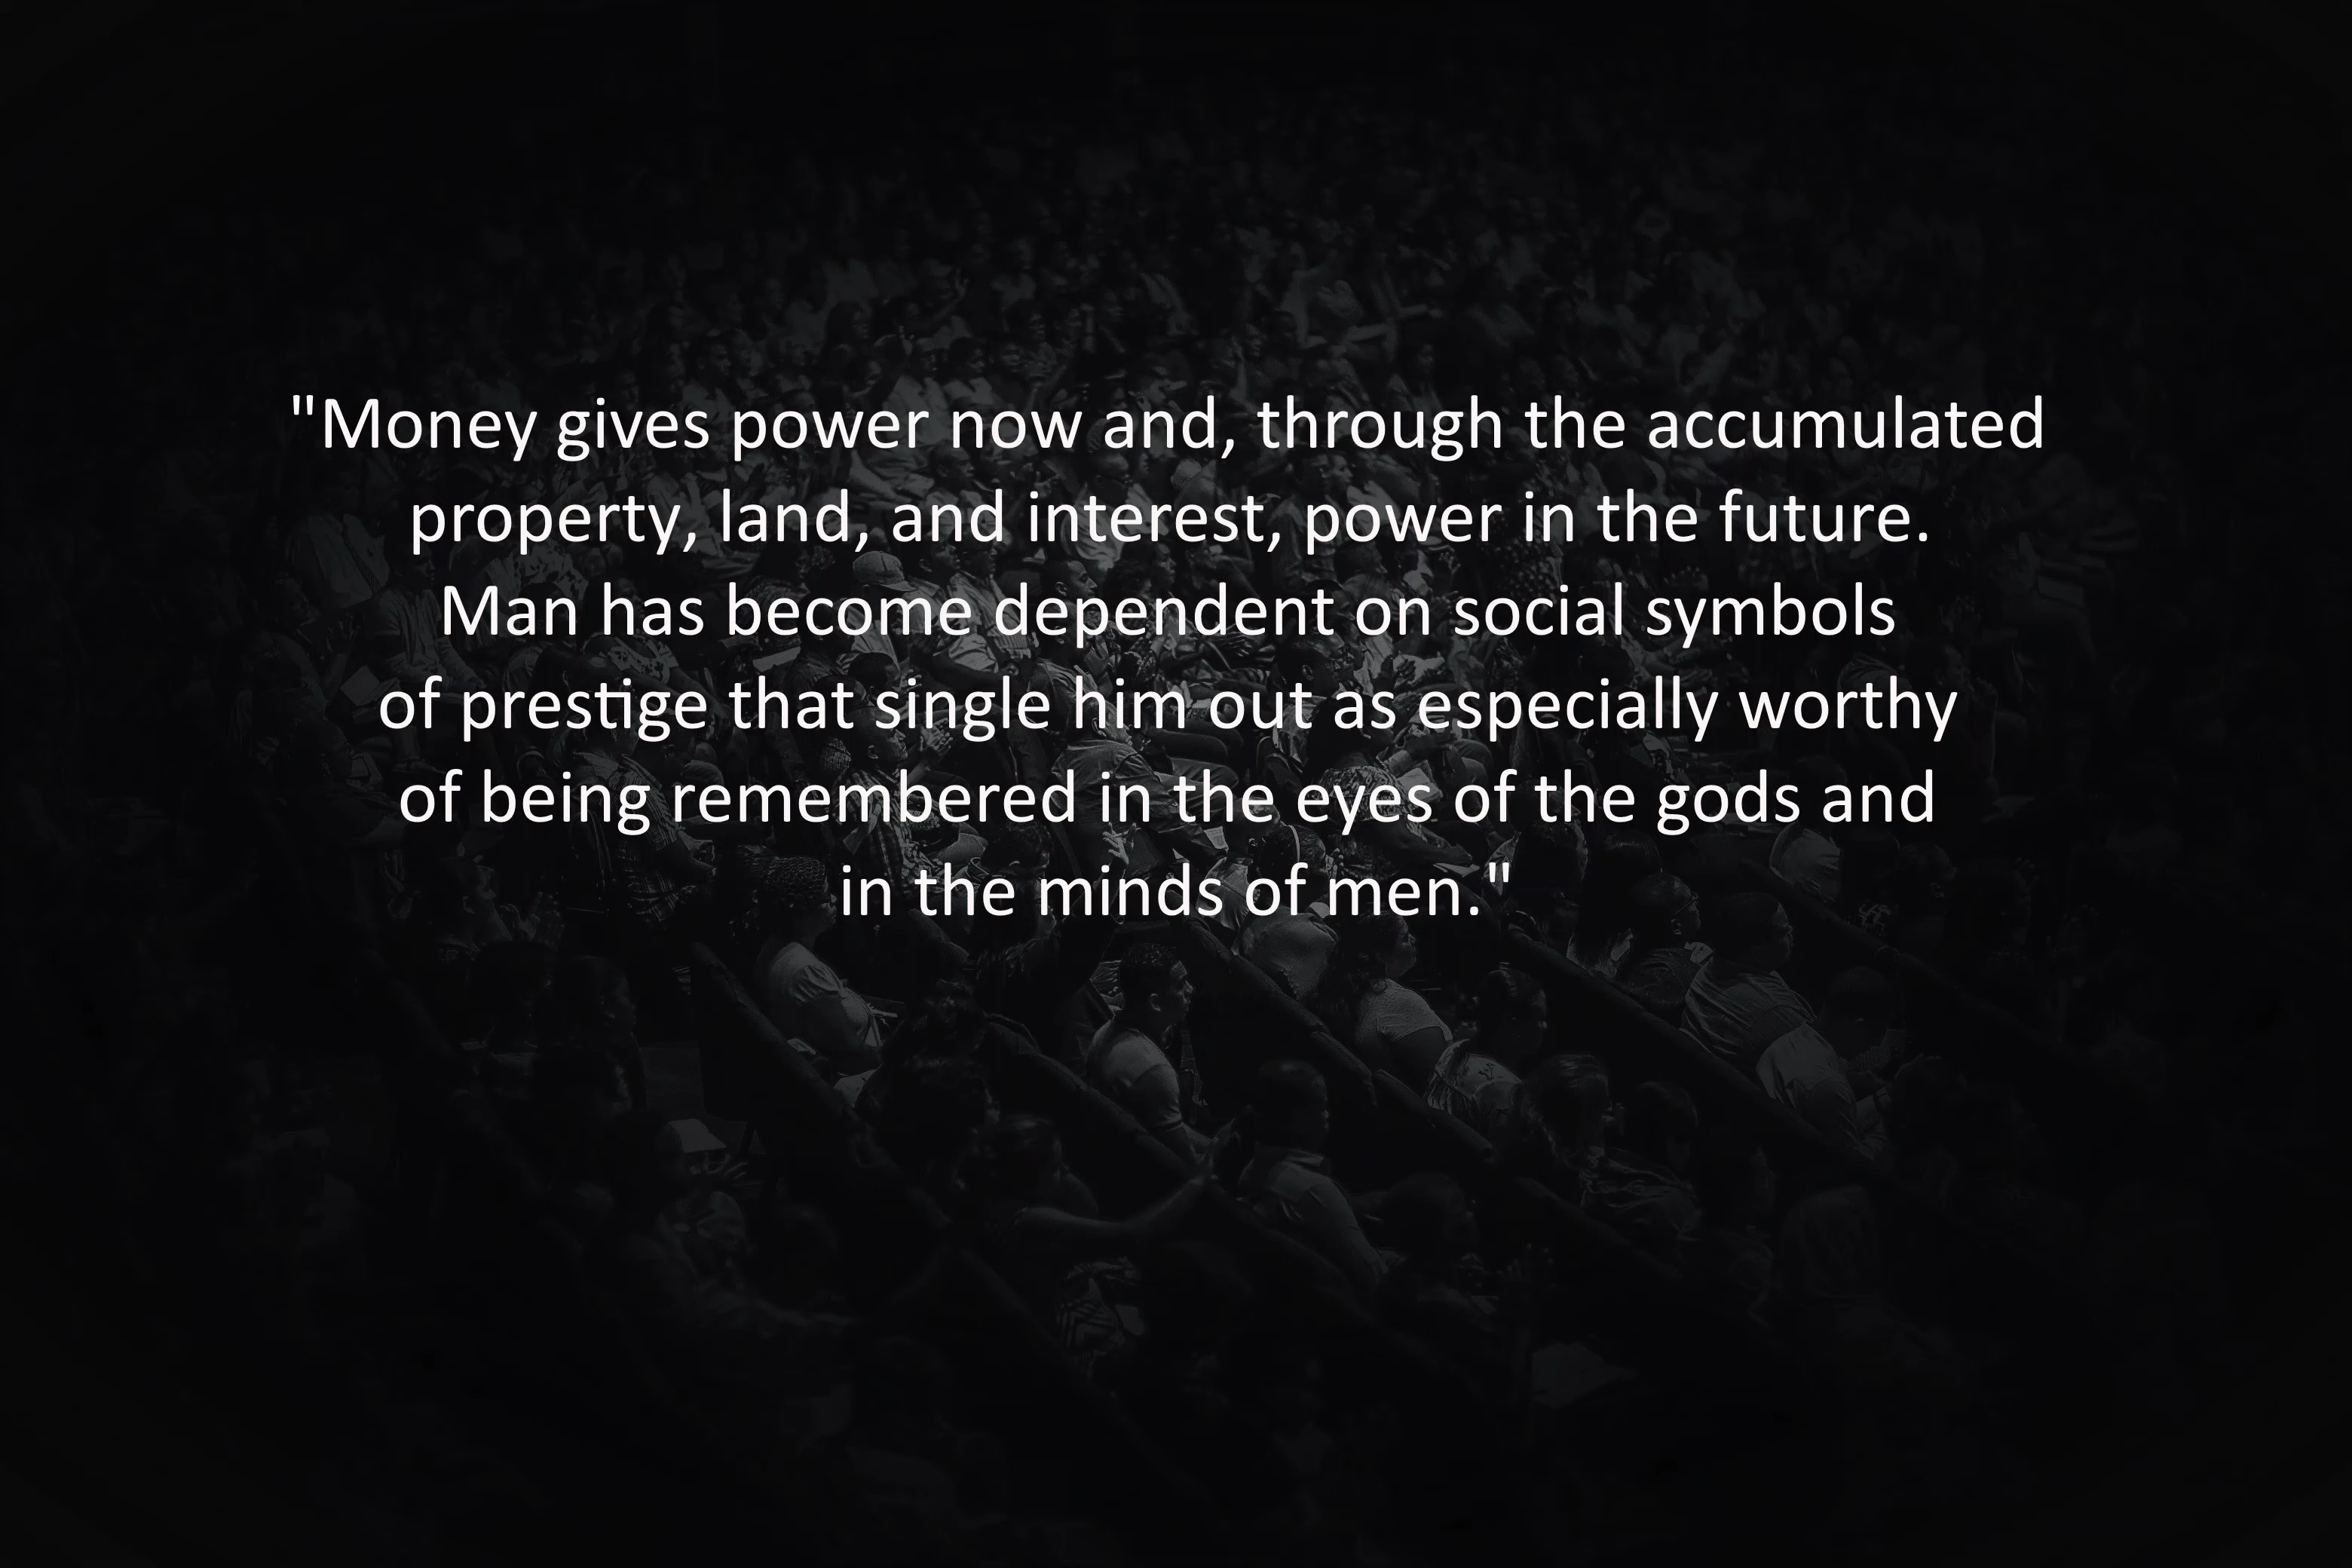 "Money gives power now and, through the accumulated
property, land, and interest, power in the future.
Man has become dependent on social symbols
of prestige that single him out as especially worthy
of being remembered in the eyes of the gods and
in the minds of men."